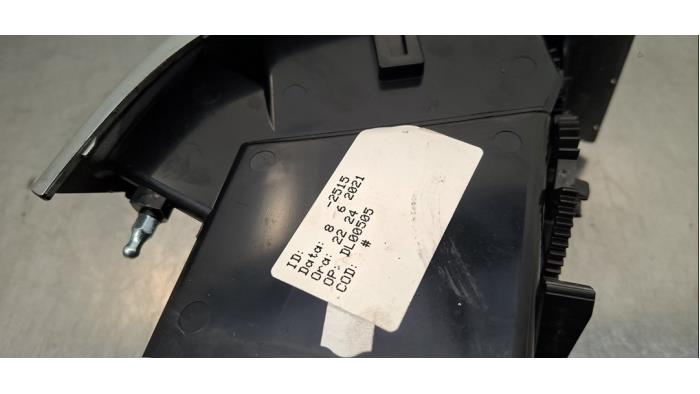 ID: -2515
Data: 8 6 2021
Ora: 22 24
OP: DL00505
COD: #